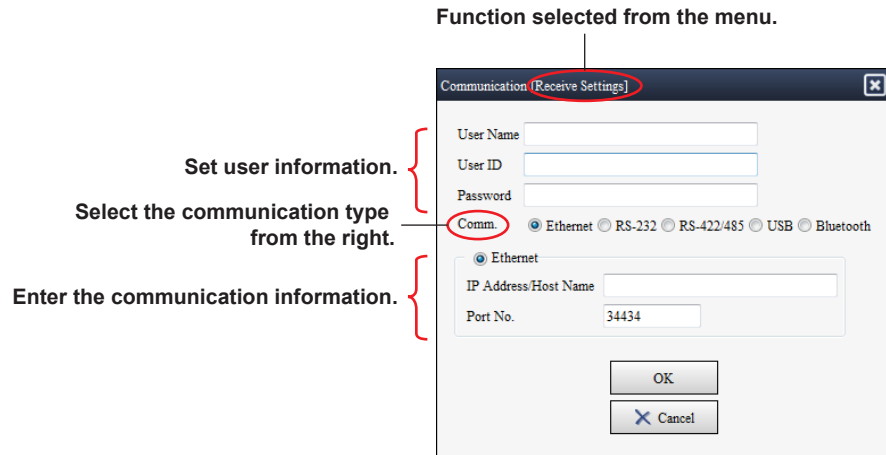 Function selected from the menu.
Communication [Receive Settings]
User Name
Set user information.
User ID
Password
Select the communication type
from the right.
Comm. Ethernet RS-232 RS-422/485 USB Bluetooth
Ethernet
Enter the communication information.
IP Address/Host Name
Port No. 34434
OK
Cancel